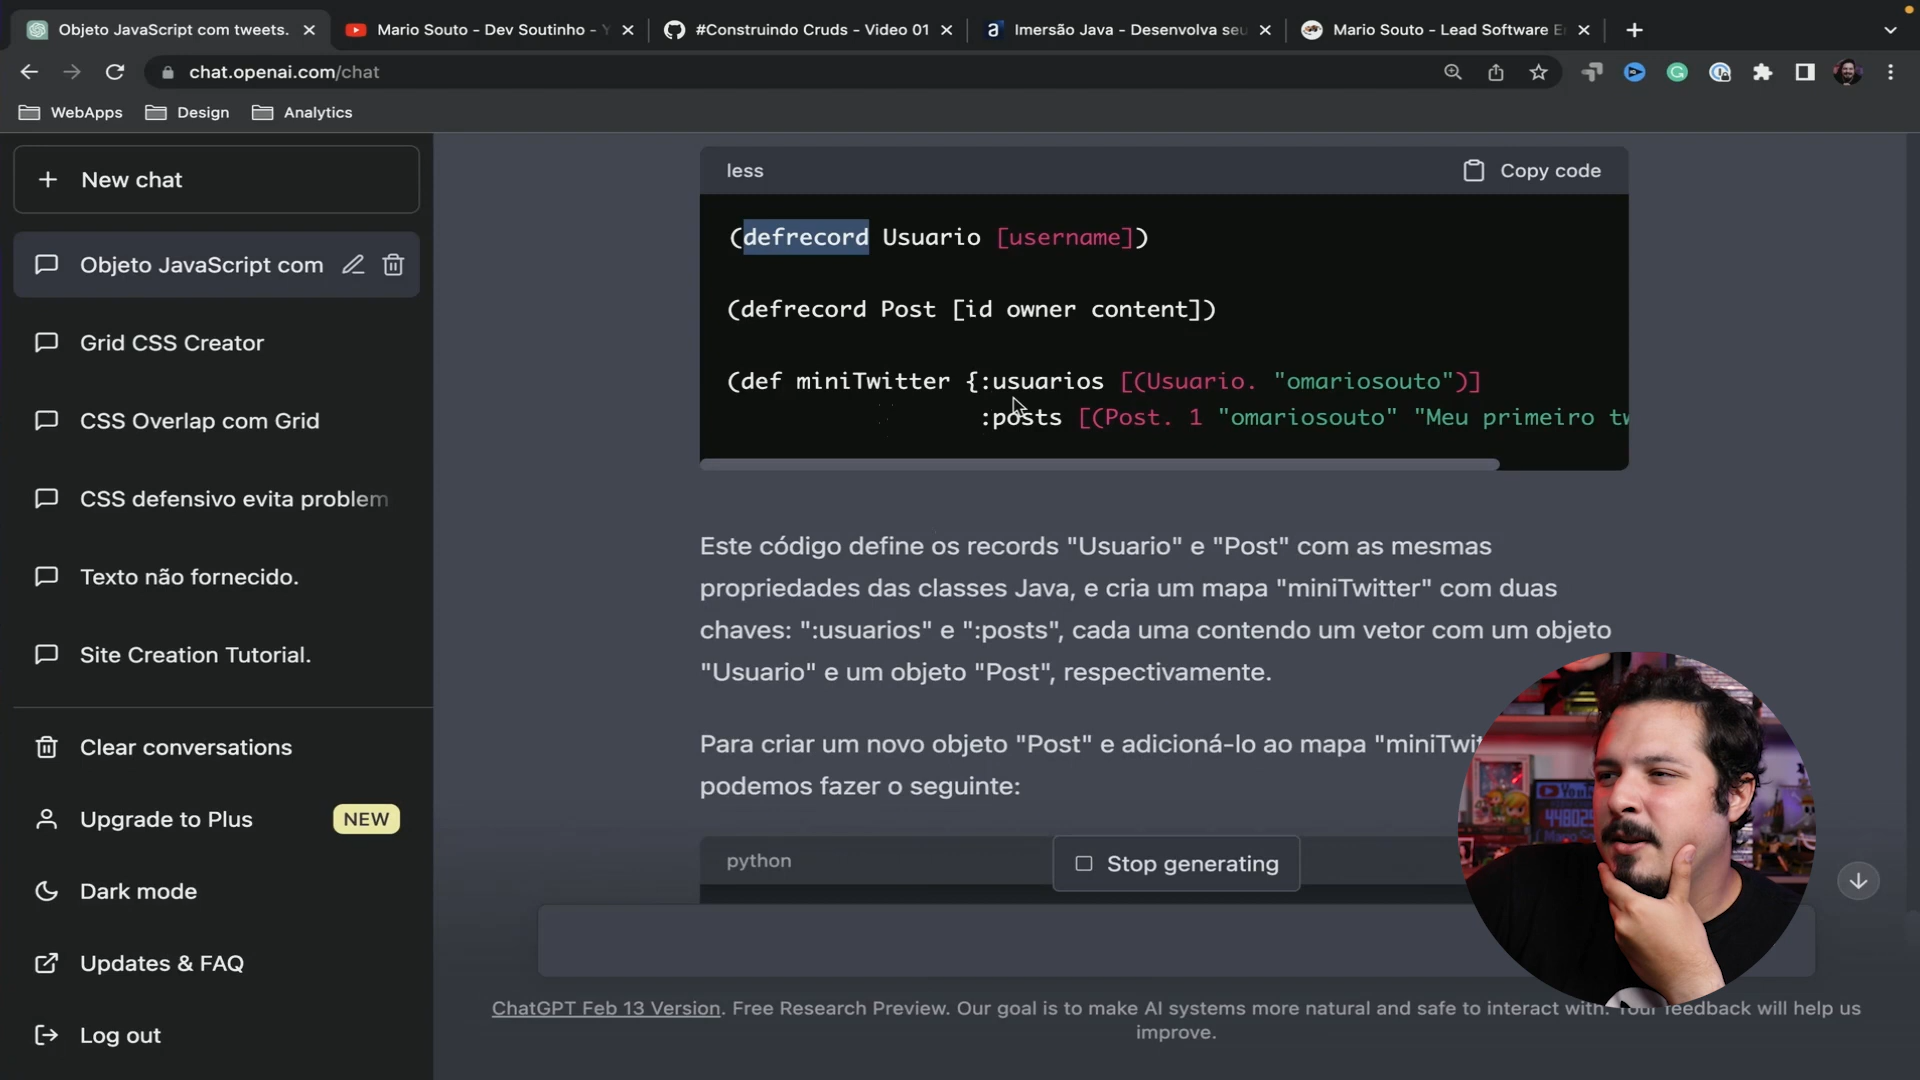 Objeto JavaScript com tweets.
Mario Souto - Dev Soutinho - Y
#Construindo Cruds - Video 01
Imersão Java - Desenvolva seu
Mario Souto - Lead Software E
chat.openai.com/chat
WebApps
Design
Analytics
New chat
Objeto JavaScript com
Grid CSS Creator
CSS Overlap com Grid
CSS defensivo evita problem
Texto não fornecido.
Site Creation Tutorial.
Clear conversations
Upgrade to Plus
NEW
Dark mode
Updates & FAQ
Log out
less
Copy code
(defrecord Usuario [username])
(defrecord Post [id owner content])
(def miniTwitter {:usuarios [(Usuario. "omariosouto")]
:posts [(Post. 1 "omariosouto" "Meu primeiro tw
Este código define os records "Usuario" e "Post" com as mesmas
propriedades das classes Java, e cria um mapa "miniTwitter" com duas
chaves: ":usuarios" e ":posts", cada uma contendo um vetor com um objeto
"Usuario" e um objeto "Post", respectivamente.
Para criar um novo objeto "Post" e adicioná-lo ao mapa "miniTwit
podemos fazer o seguinte:
python
Stop generating
ChatGPT Feb 13 Version. Free Research Preview. Our goal is to make AI systems more natural and safe to interact with. Your feedback will help us
improve.